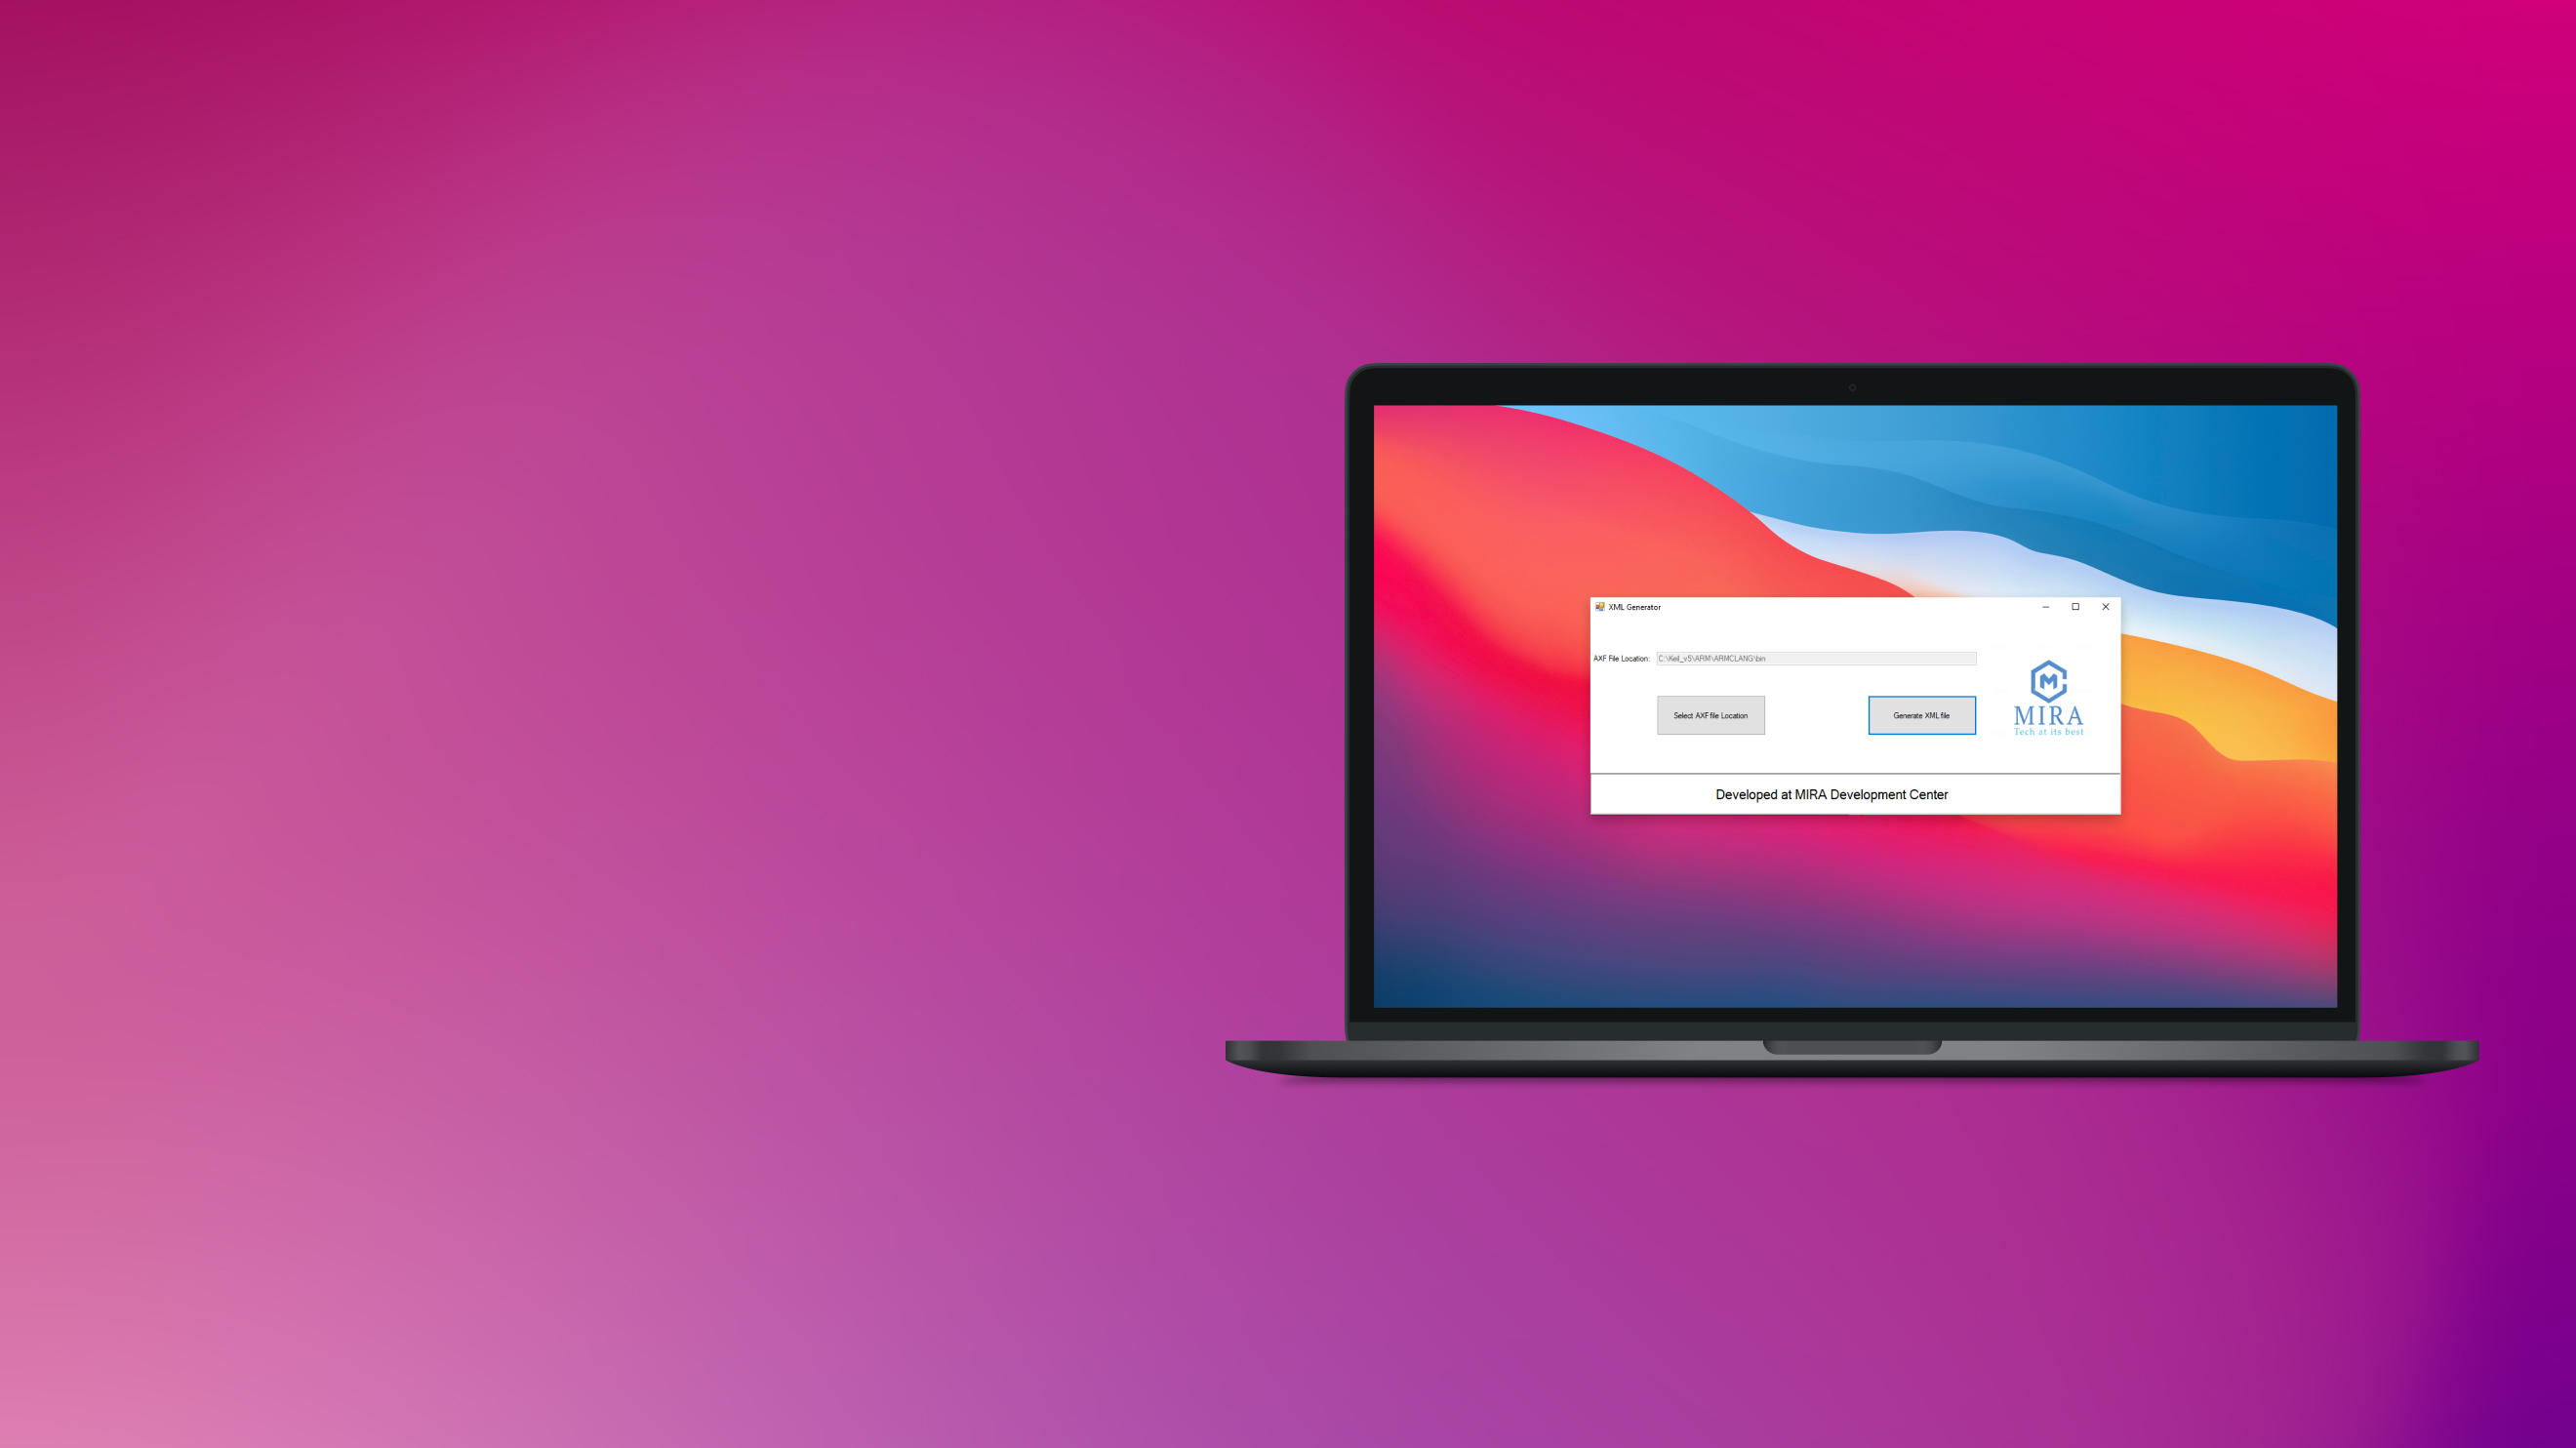 XML Generator
AXF File Location: C:\Keil_v5\ARM\ARMCLANG\bin
Select AXF file Location
Generate XML file
MIRA
Tech at its best
Developed at MIRA Development Center